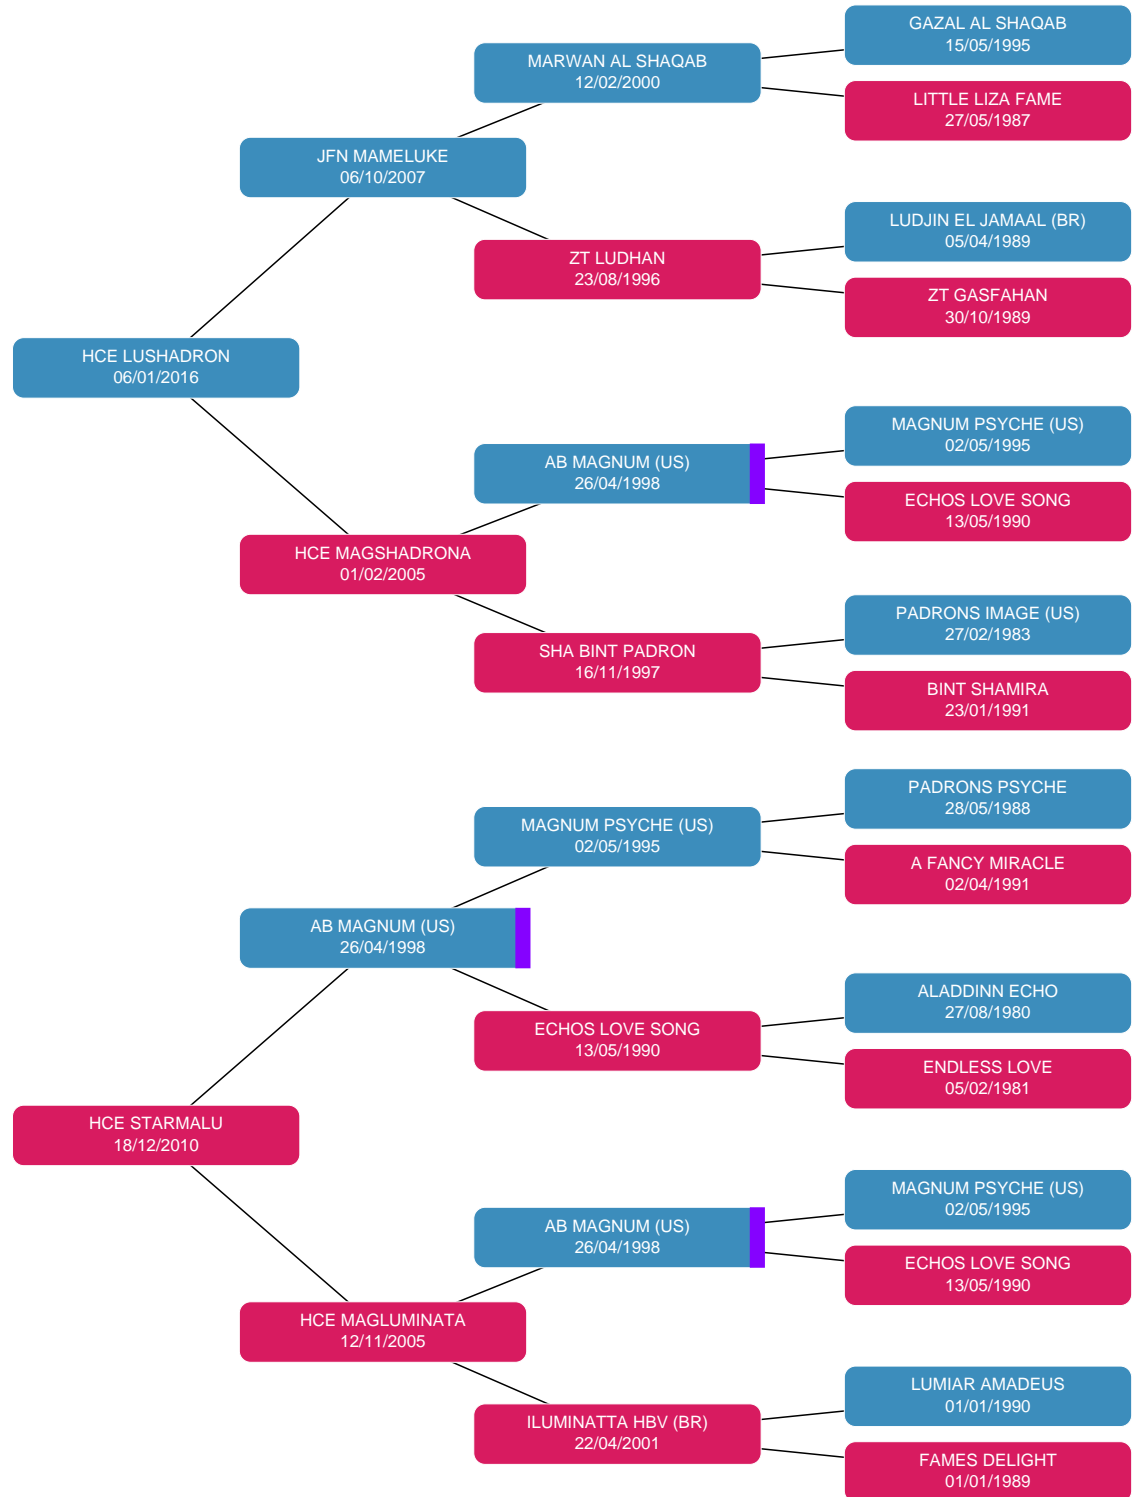 GAZAL AL SHAQAB
15/05/1995
MARWAN AL SHAQAB
12/02/2000
LITTLE LIZA FAME
27/05/1987
JFN MAMELUKE
06/10/2007
LUDJIN EL JAMAAL (BR)
05/04/1989
ZT LUDHAN
23/08/1996
ZT GASFAHAN
30/10/1989
HCE LUSHADRON
06/01/2016
MAGNUM PSYCHE (US)
02/05/1995
AB MAGNUM (US)
26/04/1998
ECHOS LOVE SONG
13/05/1990
HCE MAGSHADRONA
01/02/2005
PADRONS IMAGE (US)
27/02/1983
SHA BINT PADRON
16/11/1997
BINT SHAMIRA
23/01/1991
PADRONS PSYCHE
28/05/1988
MAGNUM PSYCHE (US)
02/05/1995
A FANCY MIRACLE
02/04/1991
AB MAGNUM (US)
26/04/1998
ALADDINN ECHO
27/08/1980
ECHOS LOVE SONG
13/05/1990
ENDLESS LOVE
05/02/1981
HCE STARMALU
18/12/2010
MAGNUM PSYCHE (US)
02/05/1995
AB MAGNUM (US)
26/04/1998
ECHOS LOVE SONG
13/05/1990
HCE MAGLUMINATA
12/11/2005
LUMIAR AMADEUS
01/01/1990
ILUMINATTA HBV (BR)
22/04/2001
FAMES DELIGHT
01/01/1989